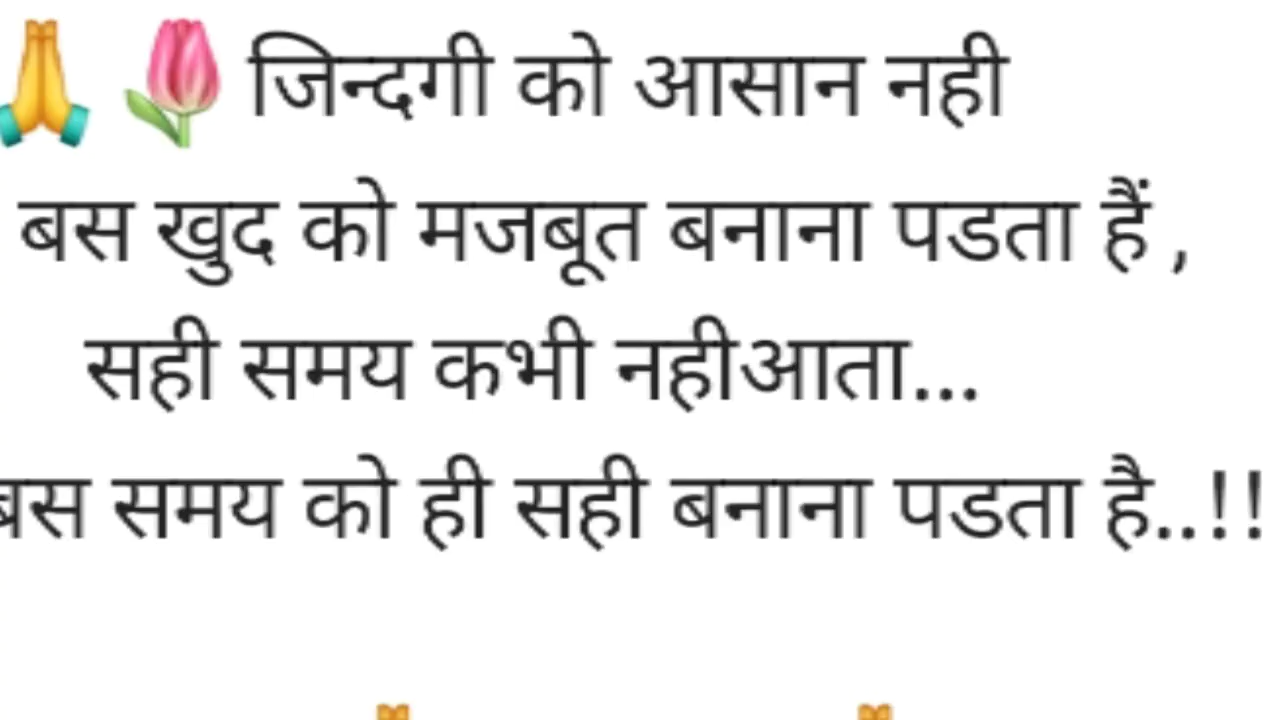 🙏🌷जिन्दगी को आसान नही
बस खुद को मजबूत बनाना पडता हैं ,
सही समय कभी नहीआता...
बस समय को ही सही बनाना पडता है..!!